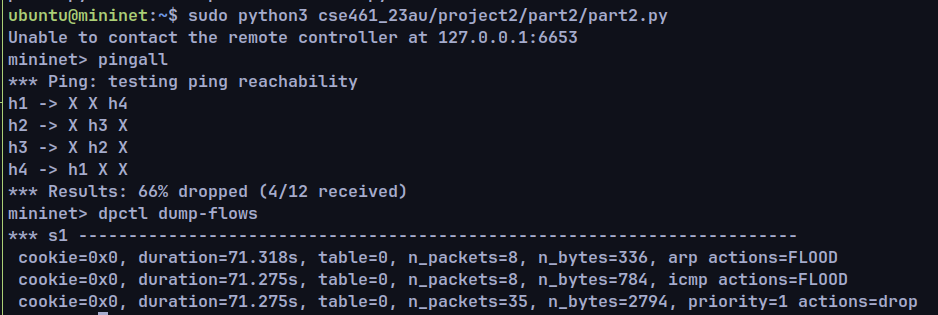 ubuntu@mininet:~$ sudo python3 cse461_23au/project2/part2/part2.py
Unable to contact the remote controller at 127.0.0.1:6653
mininet> pingall
*** Ping: testing ping reachability
h1 -> X X h4
h2 -> X h3 X
h3 -> X h2 X
h4 -> h1 X X
*** Results: 66% dropped (4/12 received)
mininet> dpctl dump-flows
*** s1 ------------------------------------------------------------------------
 cookie=0x0, duration=71.318s, table=0, n_packets=8, n_bytes=336, arp actions=FLOOD
 cookie=0x0, duration=71.275s, table=0, n_packets=8, n_bytes=784, icmp actions=FLOOD
 cookie=0x0, duration=71.275s, table=0, n_packets=35, n_bytes=2794, priority=1 actions=drop